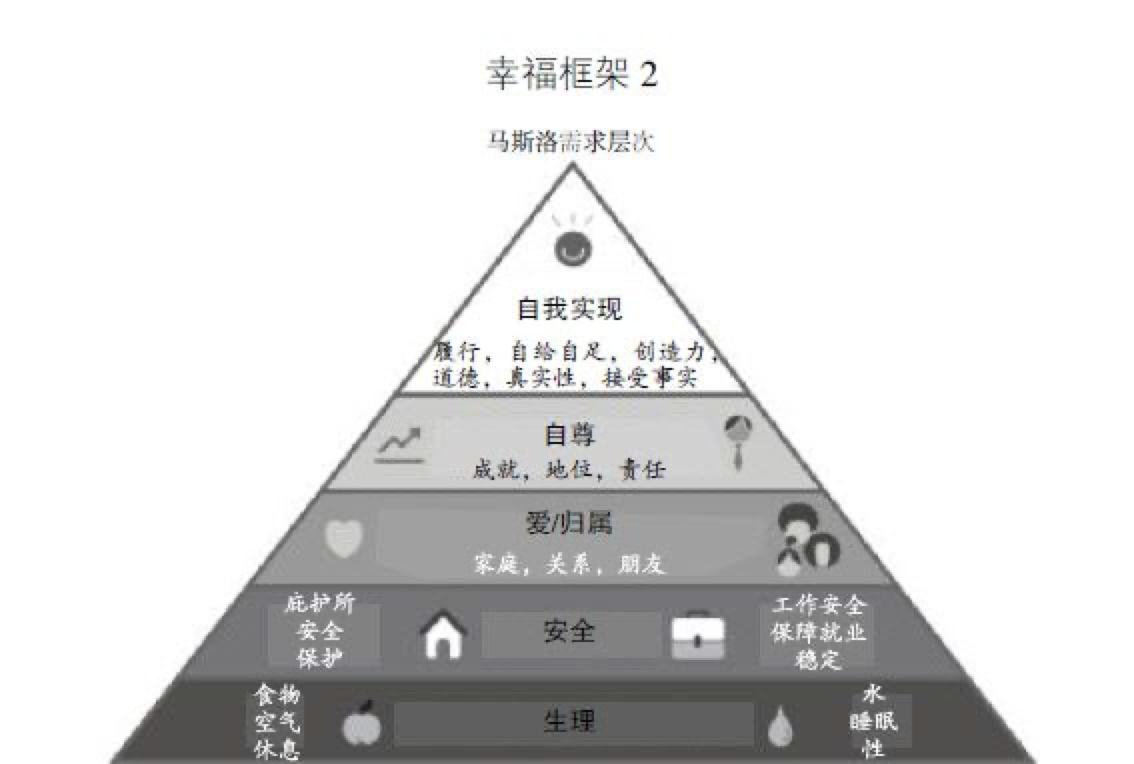 幸福框架 2
马斯洛需求层次
自我实现
履行，自给自足，创造力，
道德，真实性，接受事实
自尊
成就，地位，责任
爱/归属
家庭，关系，朋友
庇护所
安全
保护
安全
工作安全
保障就业
稳定
食物
空气
休息
生理
水
睡眠
性